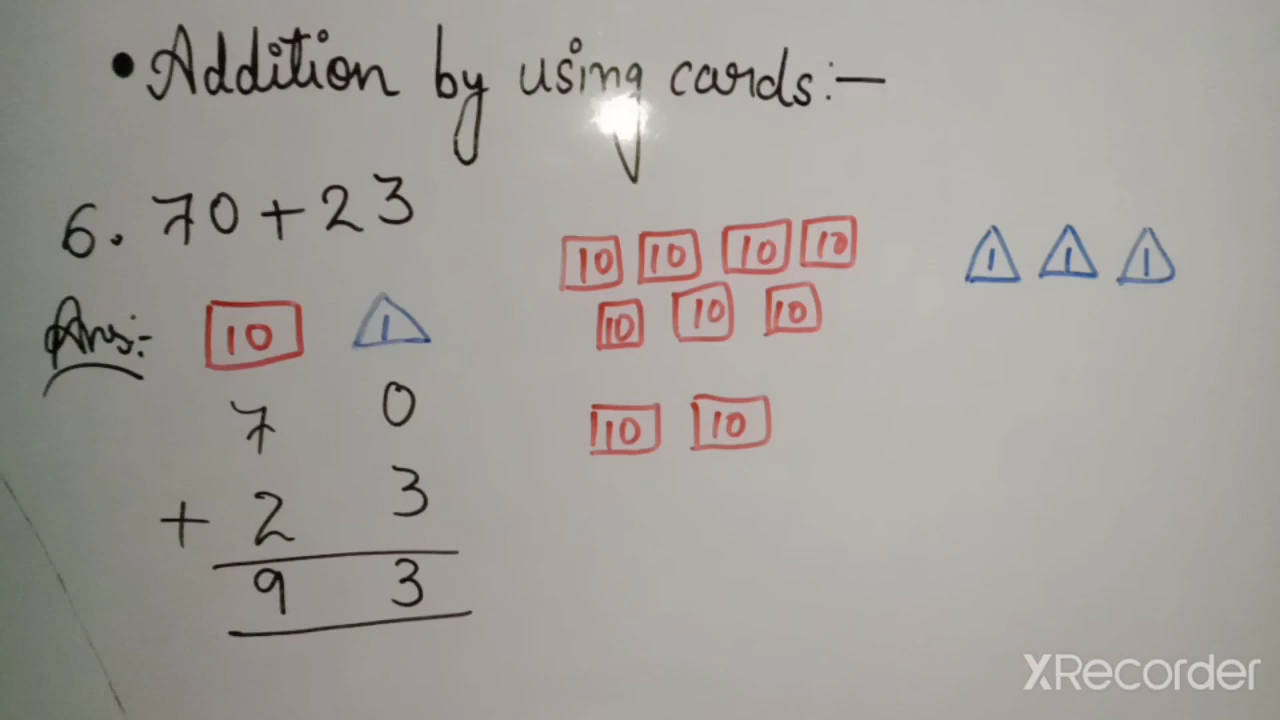 • Addition by using cards:-
6. 70 + 23
10 10 10 10 1 1 1
Ans:- 10 1
10 10 10
7 0
10 10
+ 2 3
9 3
XRecorder